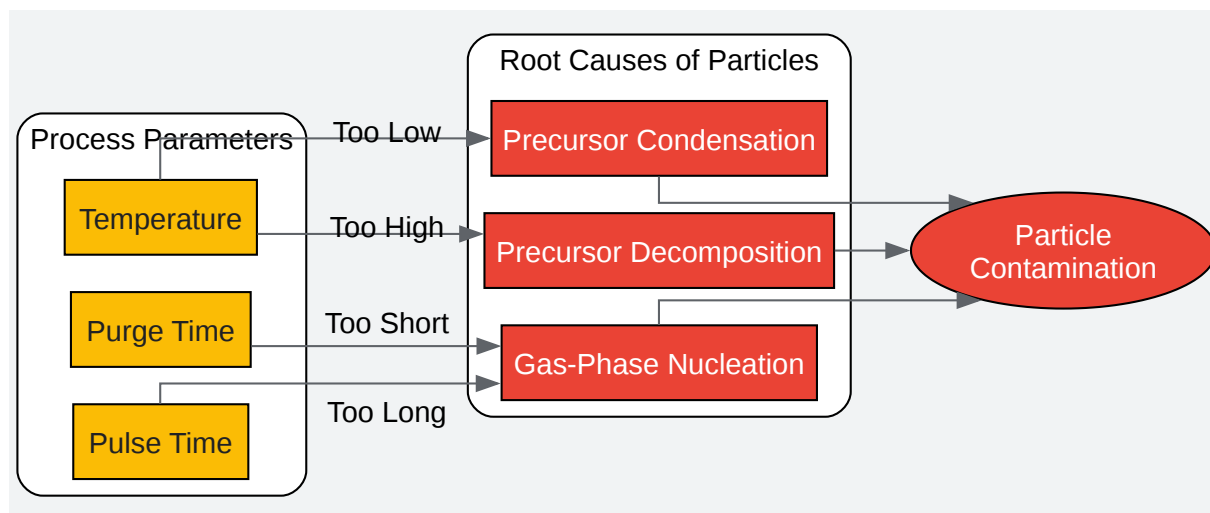 Process Parameters
Temperature
Purge Time
Pulse Time
Too Low
Too High
Too Short
Too Long
Root Causes of Particles
Precursor Condensation
Precursor Decomposition
Gas-Phase Nucleation
Particle
Contamination